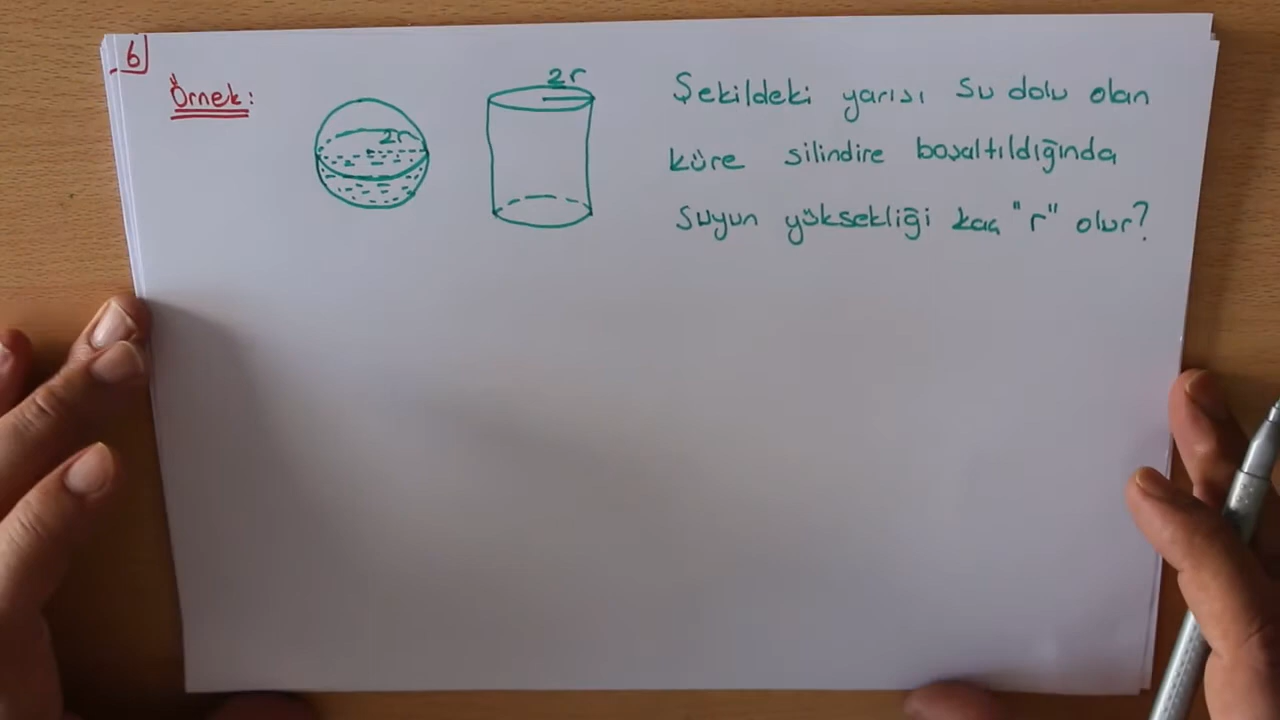 6
Örnek:
2r
2r
Şekildeki yarısı su dolu olan
küre silindire boşaltıldığında
suyun yüksekliği kaç "r" olur?